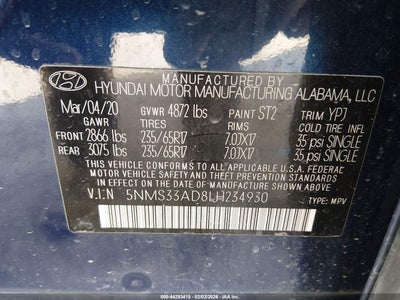 MANUFACTURED BY
HYUNDAI MOTOR MANUFACTURING ALABAMA, LLC
Mar/04/20 GVWR 4872 lbs PAINT ST2 TRIM YPJ
GAWR TIRES RIMS COLD TPI
FRONT 2866 lbs 235/65R17 7.0JX17 35 psi SINGLE
REAR 3075 lbs 235/65R17 7.0JX17 35 psi SINGLE
THIS VEHICLE CONFORMS TO ALL APPLICABLE U.S.A. FEDERAL
MOTOR VEHICLE SAFETY, BUMPER, AND THEFT PREVENTION
STANDARDS IN EFFECT ON THE DATE OF MANUFACTURE SHOWN ABOVE
V.I.N 5NMS33AD8LH234930 TYPE: MPV